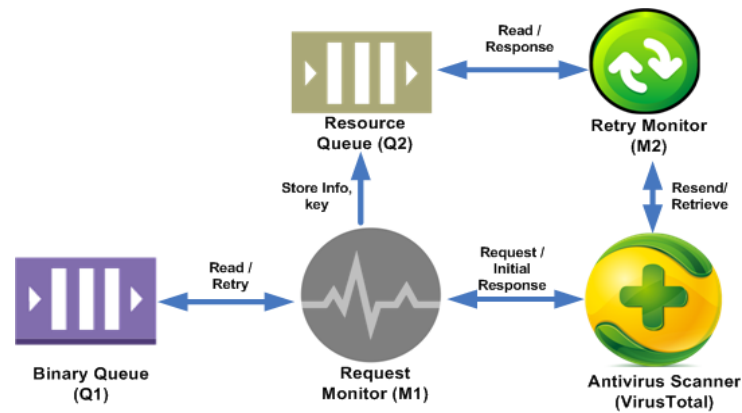 Read /
Response
Resource
Queue (Q2)
Retry Monitor
(M2)
Store Info,
key
Resend/
Retrieve
Read /
Retry
Request /
Initial
Response
Binary Queue
(Q1)
Request
Monitor (M1)
Antivirus Scanner
(VirusTotal)